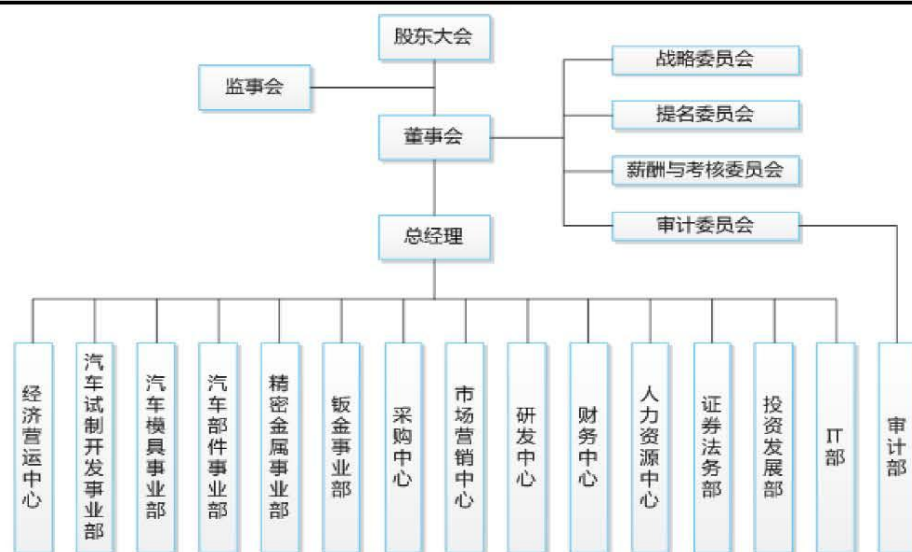 股东大会
监事会
董事会
总经理
战略委员会
提名委员会
薪酬与考核委员会
审计委员会
经济营运中心
汽车试制开发事业部
汽车模具事业部
汽车部件事业部
精密金属事业部
钣金事业部
采购中心
市场营销中心
研发中心
财务中心
人力资源中心
证券法务部
投资发展部
IT部
审计部